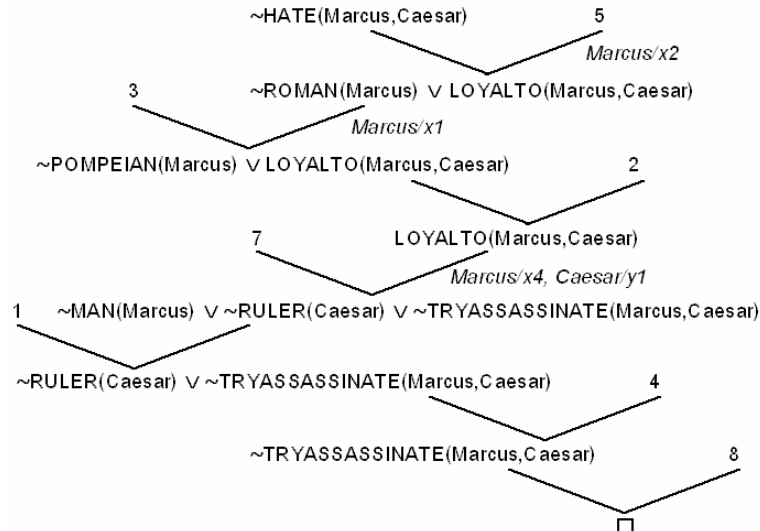 ~HATE(Marcus,Caesar) 5
Marcus/x2
3 ~ROMAN(Marcus) ∨ LOYALTO(Marcus,Caesar)
Marcus/x1
~POMPEIAN(Marcus) ∨ LOYALTO(Marcus,Caesar) 2
7 LOYALTO(Marcus,Caesar)
Marcus/x4, Caesar/y1
1 ~MAN(Marcus) ∨ ~RULER(Caesar) ∨ ~TRYASSASSINATE(Marcus,Caesar)
~RULER(Caesar) ∨ ~TRYASSASSINATE(Marcus,Caesar) 4
~TRYASSASSINATE(Marcus,Caesar) 8